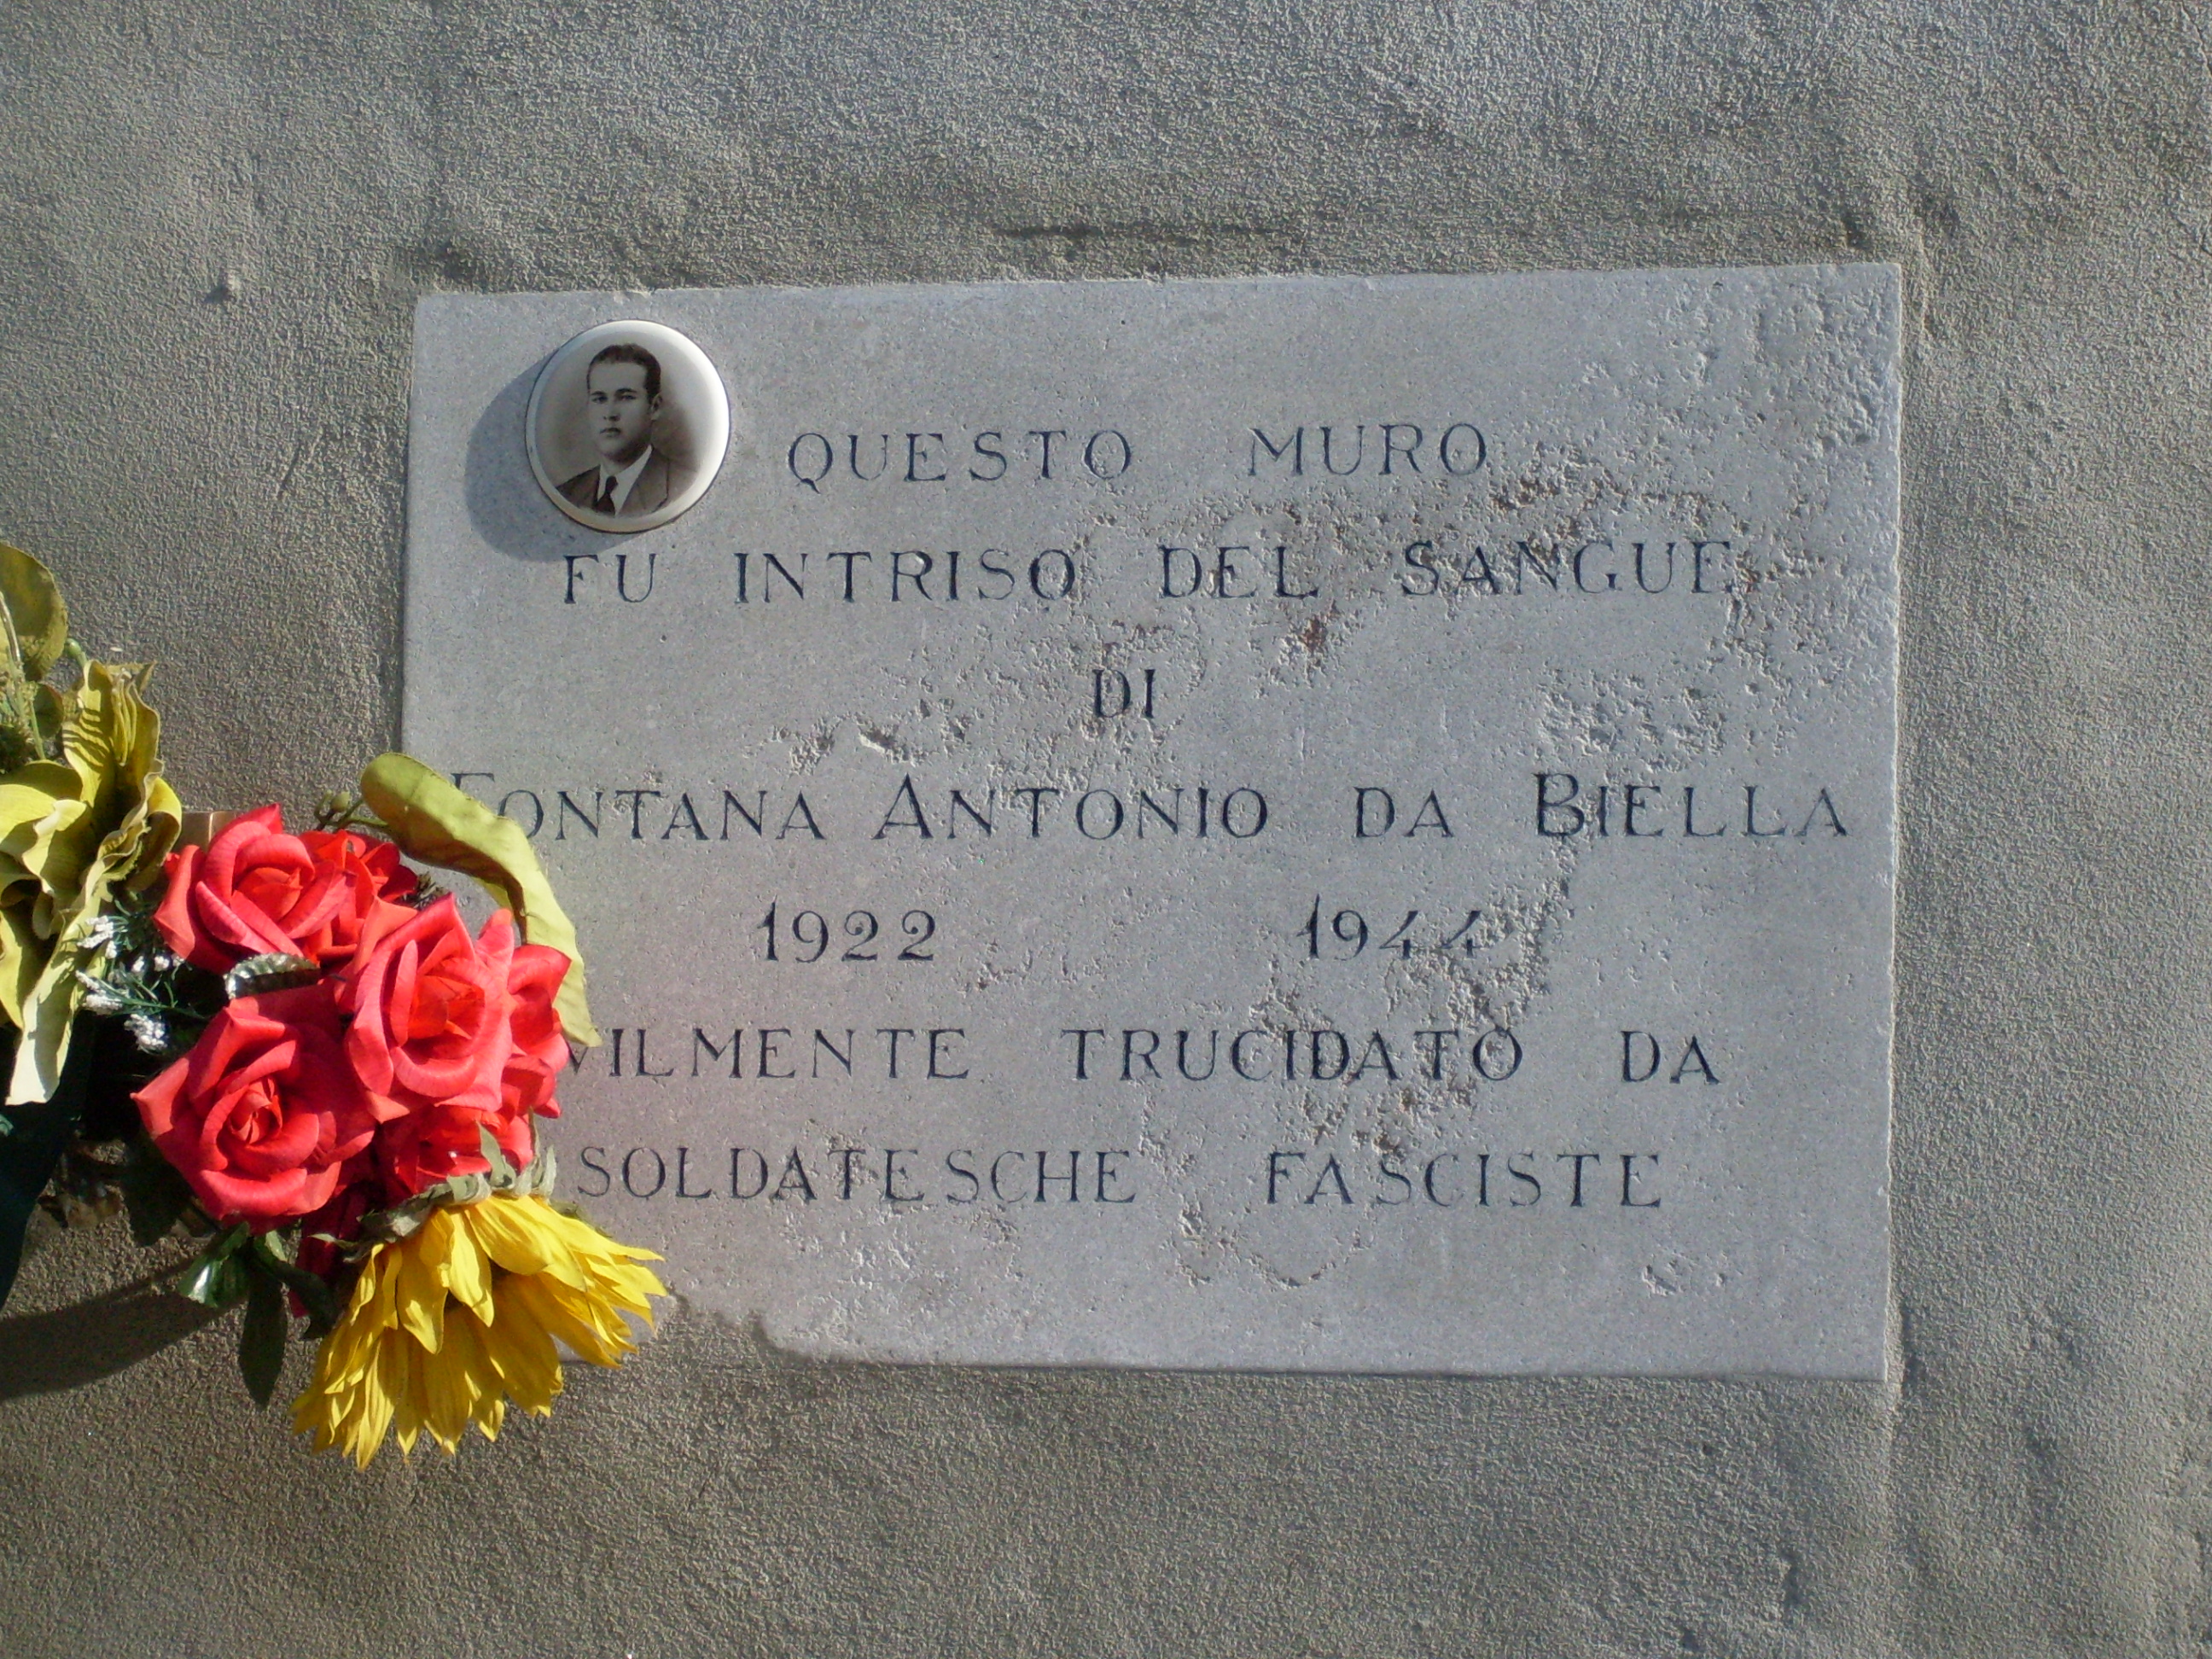 QUESTO MURO
FU INTRISO DEL SANGUE
DI
FONTANA ANTONIO DA BIELLA
1922 1944
VILMENTE TRUCIDATO DA
SOLDATESCHE FASCISTE